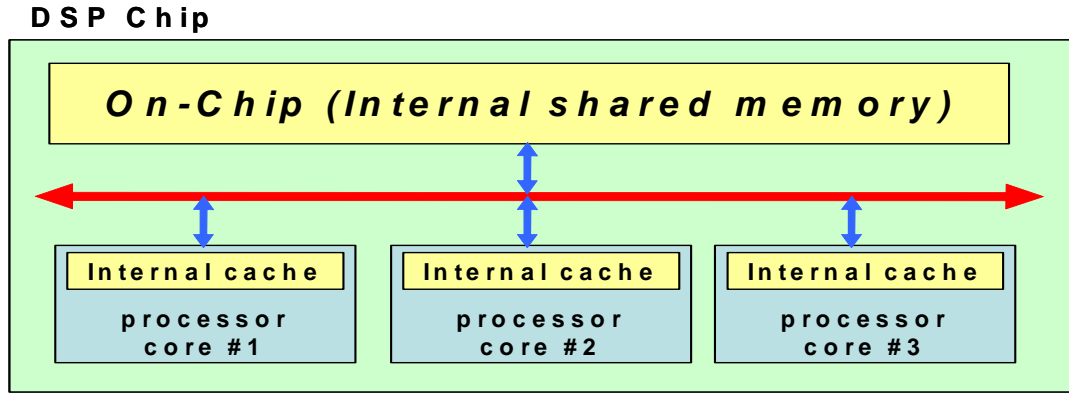 DSP Chip
On-Chip (Internal shared memory)
Internal cache
processor
core #1
Internal cache
processor
core #2
Internal cache
processor
core #3